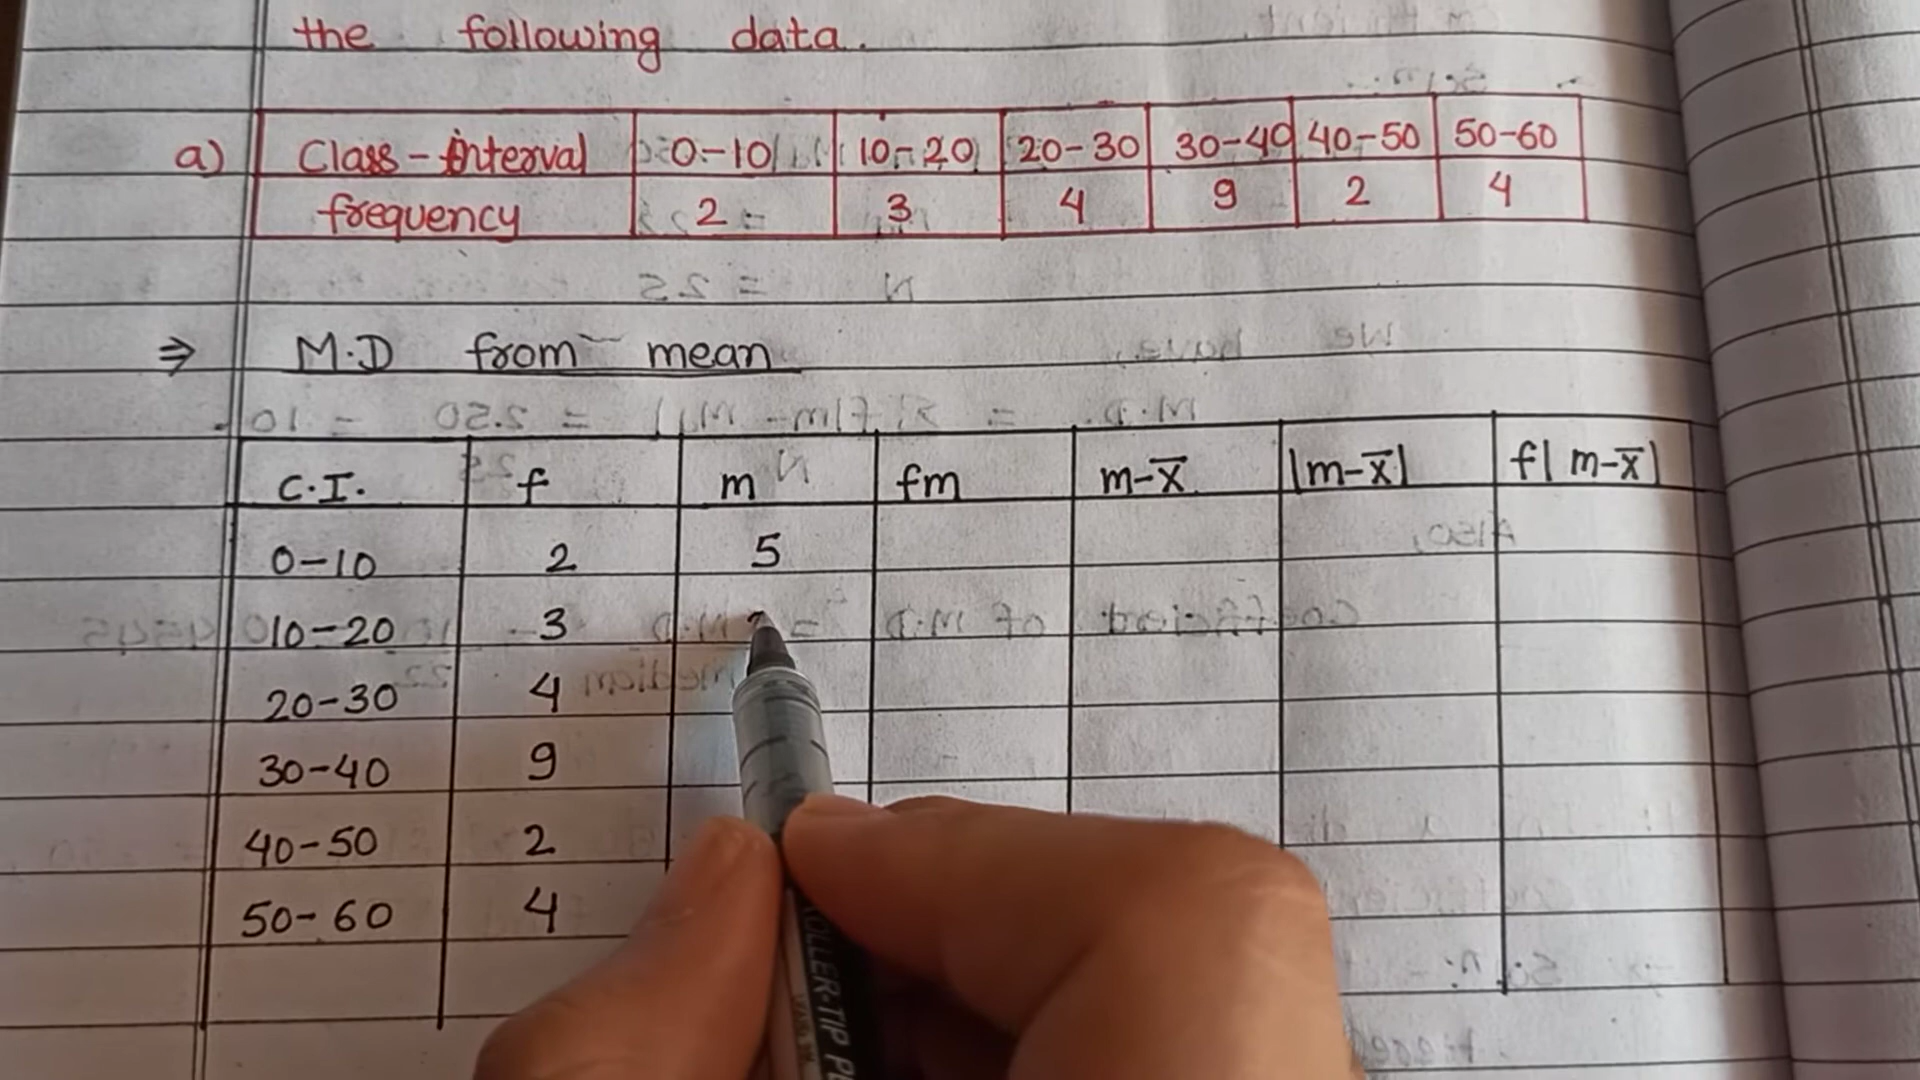 the following data.
a) Class-interval 0-10 10-20 20-30 30-40 40-50 50-60
frequency 2 3 4 9 2 4
⇒ M.D from mean
C.I. f m fm m-x̅ |m-x̅| f|m-x̅|
0-10 2 5
10-20 3
20-30 4
30-40 9
40-50 2
50-60 4